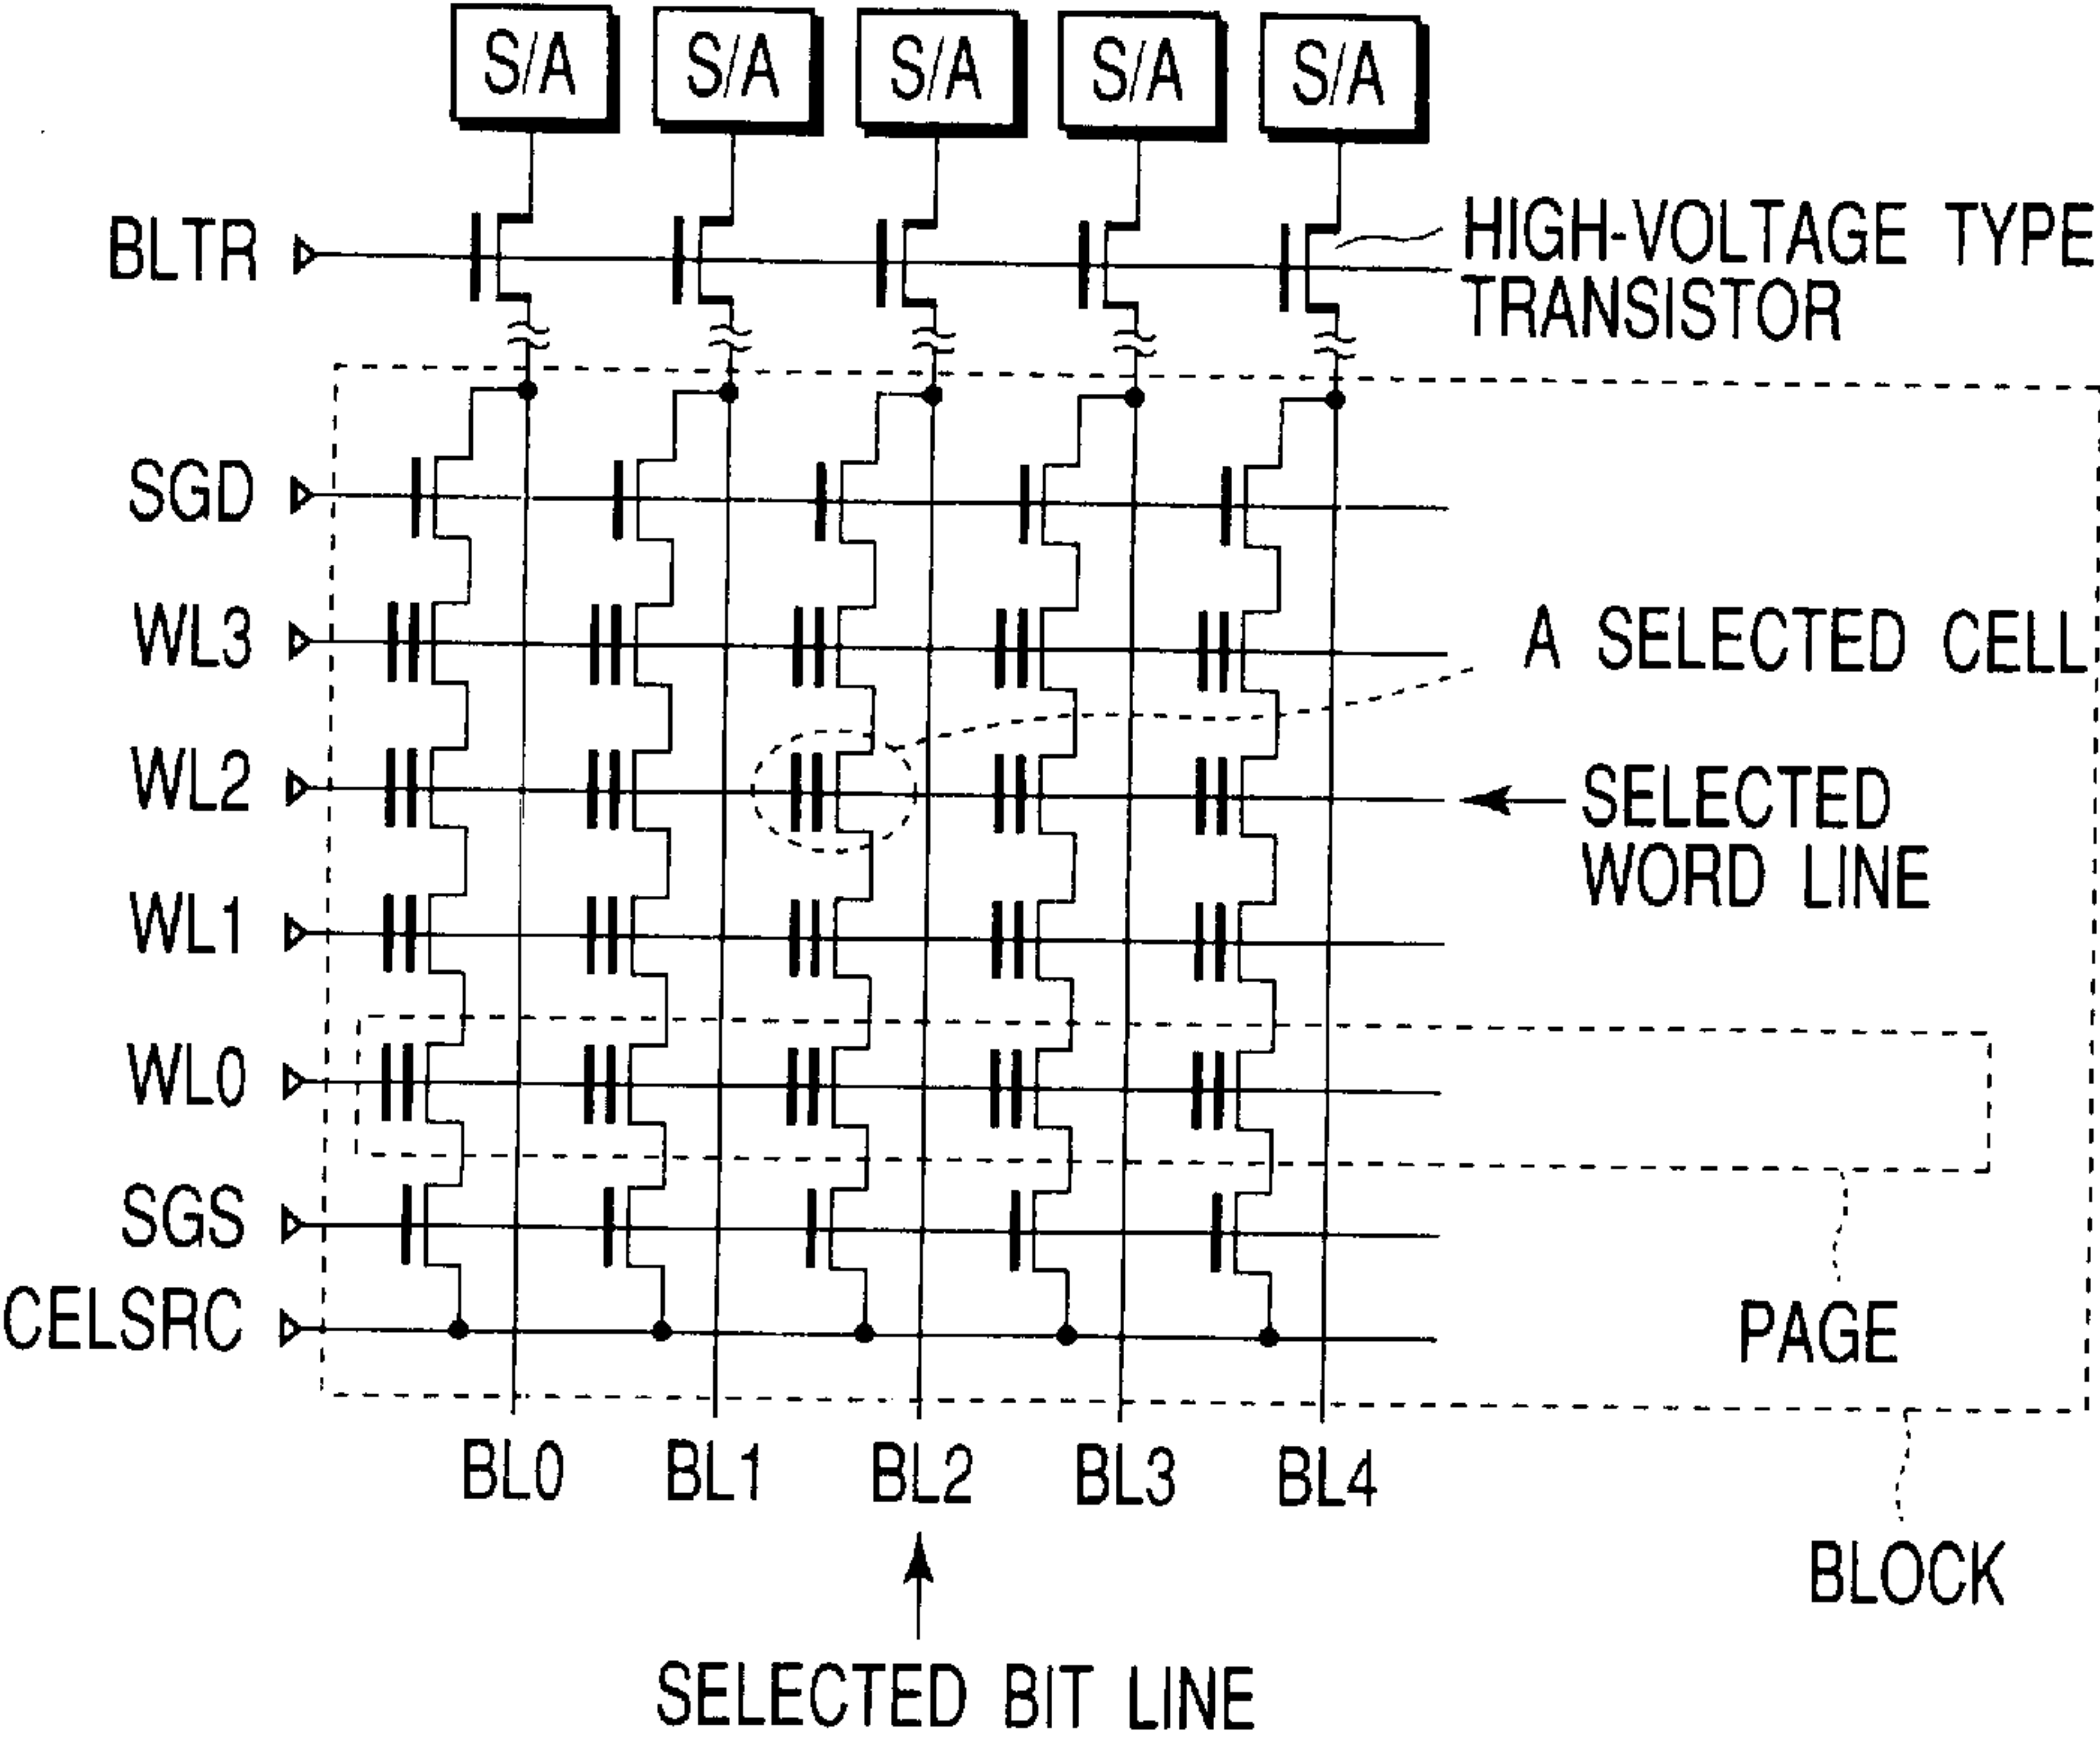 S/A S/A S/A S/A S/A
BLTR
HIGH-VOLTAGE TYPE
TRANSISTOR
SGD
WL3
A SELECTED CELL
WL2
SELECTED
WORD LINE
WL1
WL0
SGS
CELSRC
PAGE
BL0 BL1 BL2 BL3 BL4
BLOCK
SELECTED BIT LINE